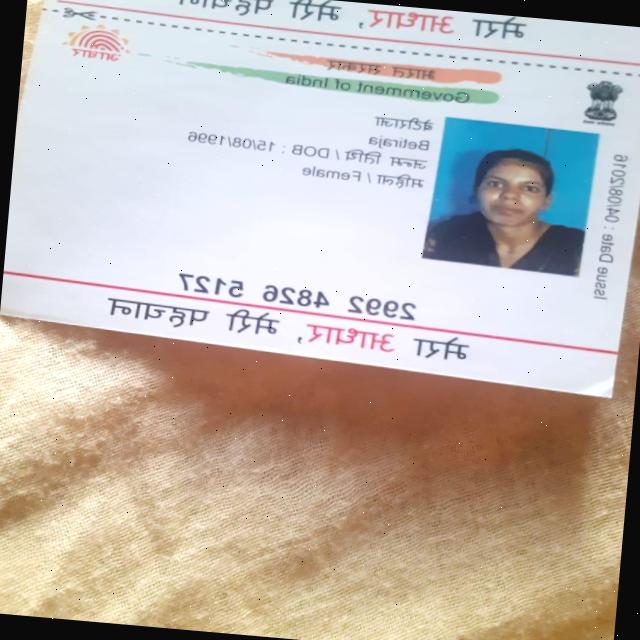 मेरा आधार, मेरी पहचान
आधार
भारत सरकार
Government of India
बेटीराजा
Betiraja
जन्म तिथि / DOB : 15/08/1996
महिला / Female
Issue Date: 04/08/2016
2992 4826 5127
मेरा आधार, मेरी पहचान